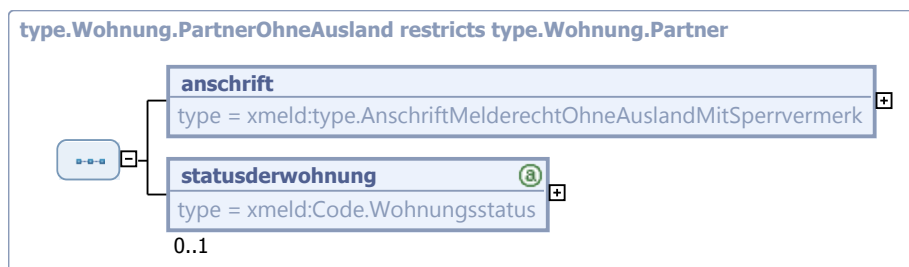 type.Wohnung.PartnerOhneAusland restricts type.Wohnung.Partner
anschrift
type = xmeld:type.AnschriftMelderechtOhneAuslandMitSperrvermerk
statusderwohnung
type = xmeld:Code.Wohnungsstatus
0..1